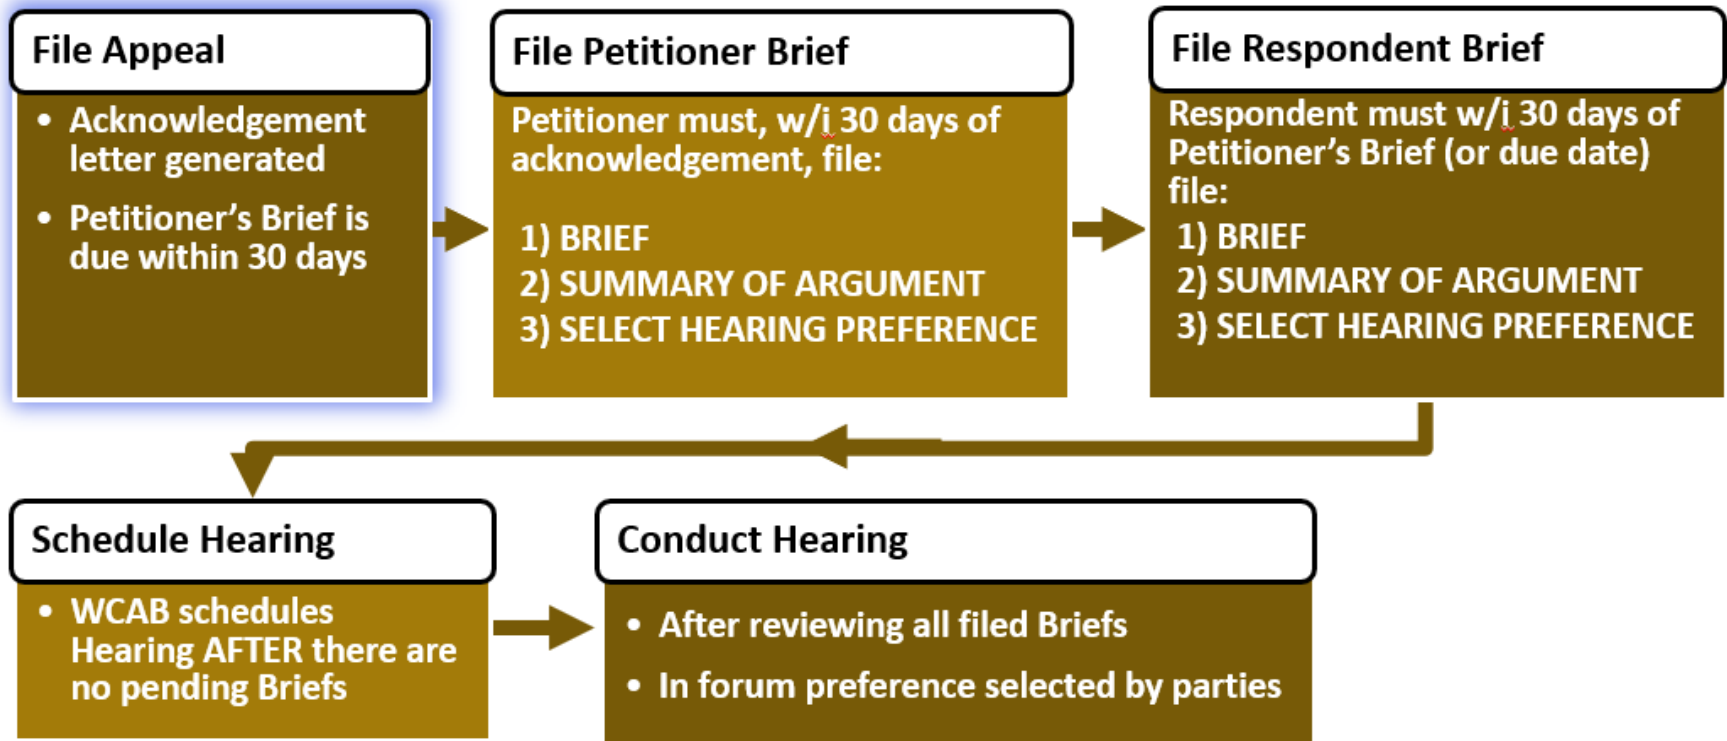 File Appeal
• Acknowledgement
letter generated
• Petitioner’s Brief is
due within 30 days
File Petitioner Brief
Petitioner must, w/i 30 days of
acknowledgement, file:
1) BRIEF
2) SUMMARY OF ARGUMENT
3) SELECT HEARING PREFERENCE
File Respondent Brief
Respondent must w/i 30 days of
Petitioner’s Brief (or due date)
file:
1) BRIEF
2) SUMMARY OF ARGUMENT
3) SELECT HEARING PREFERENCE
Schedule Hearing
• WCAB schedules
Hearing AFTER there are
no pending Briefs
Conduct Hearing
• After reviewing all filed Briefs
• In forum preference selected by parties